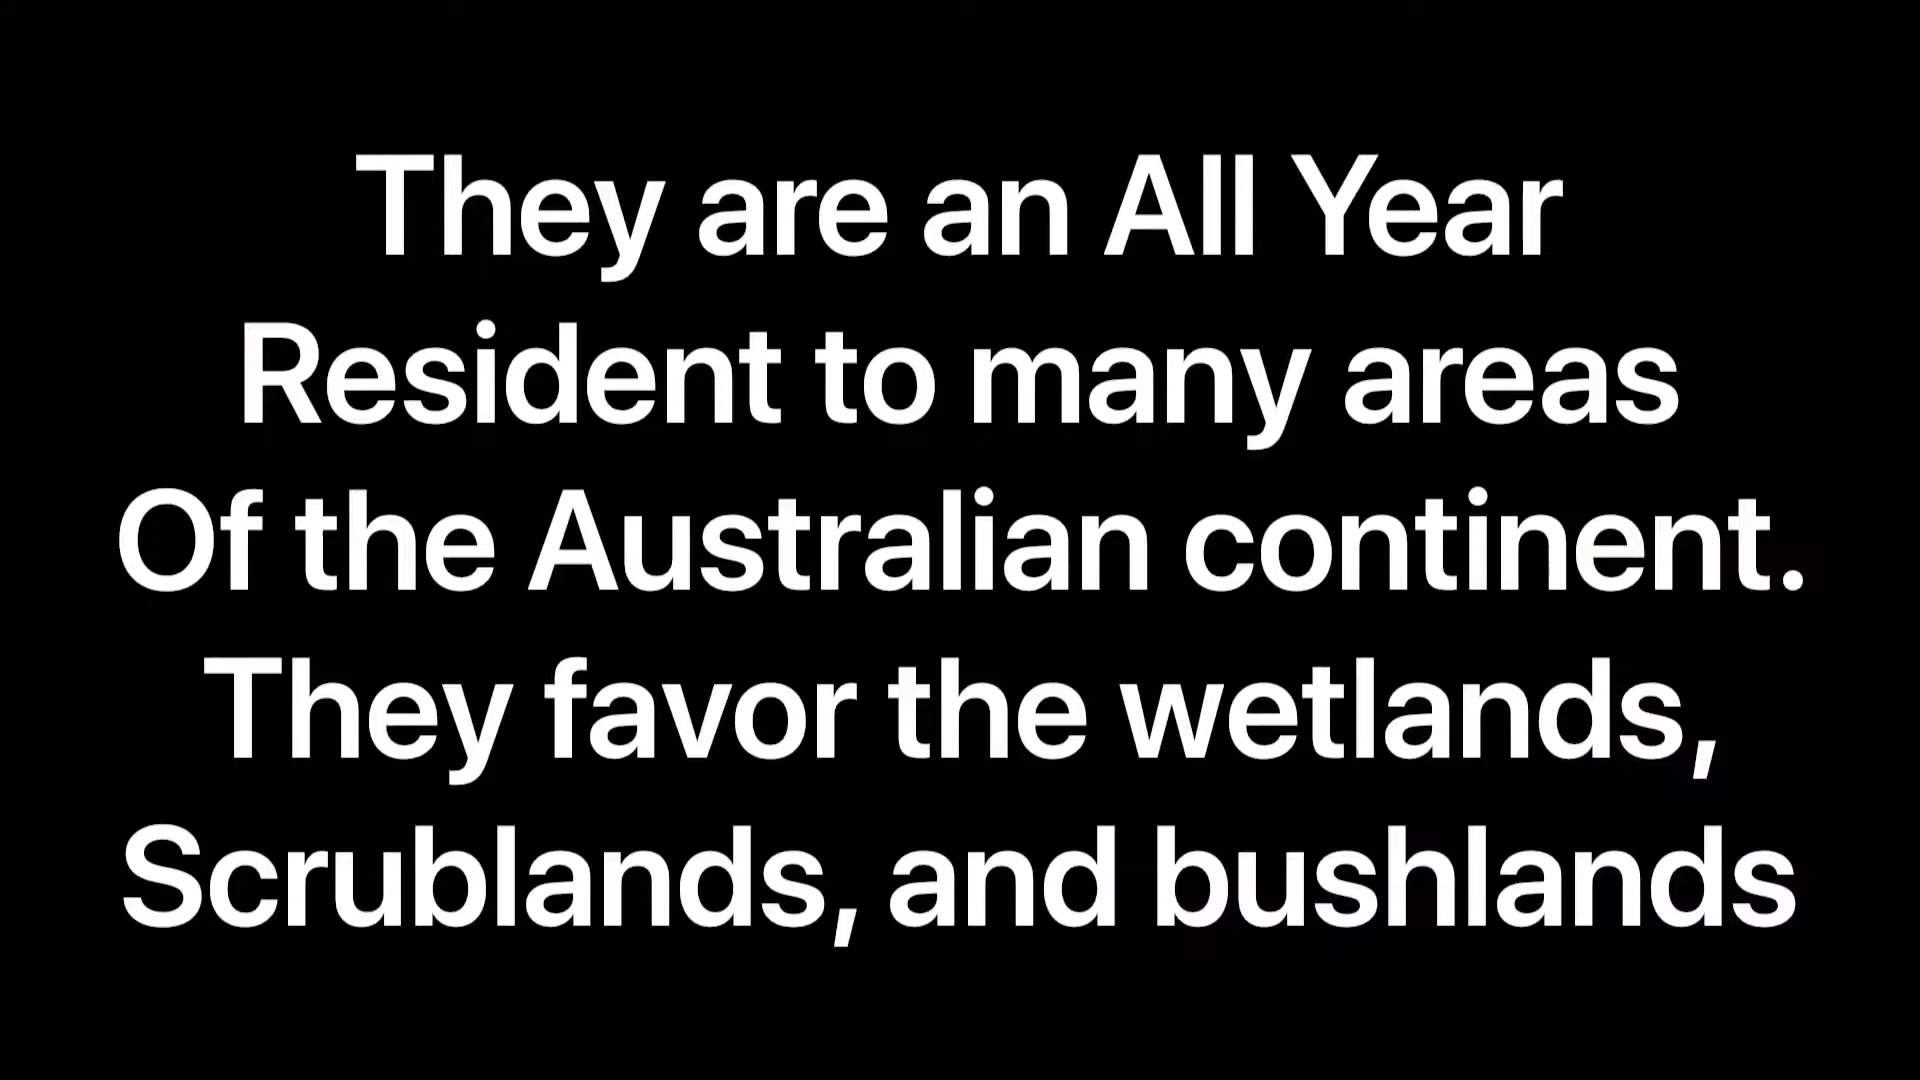 They are an All Year
Resident to many areas
Of the Australian continent.
They favor the wetlands,
Scrublands, and bushlands